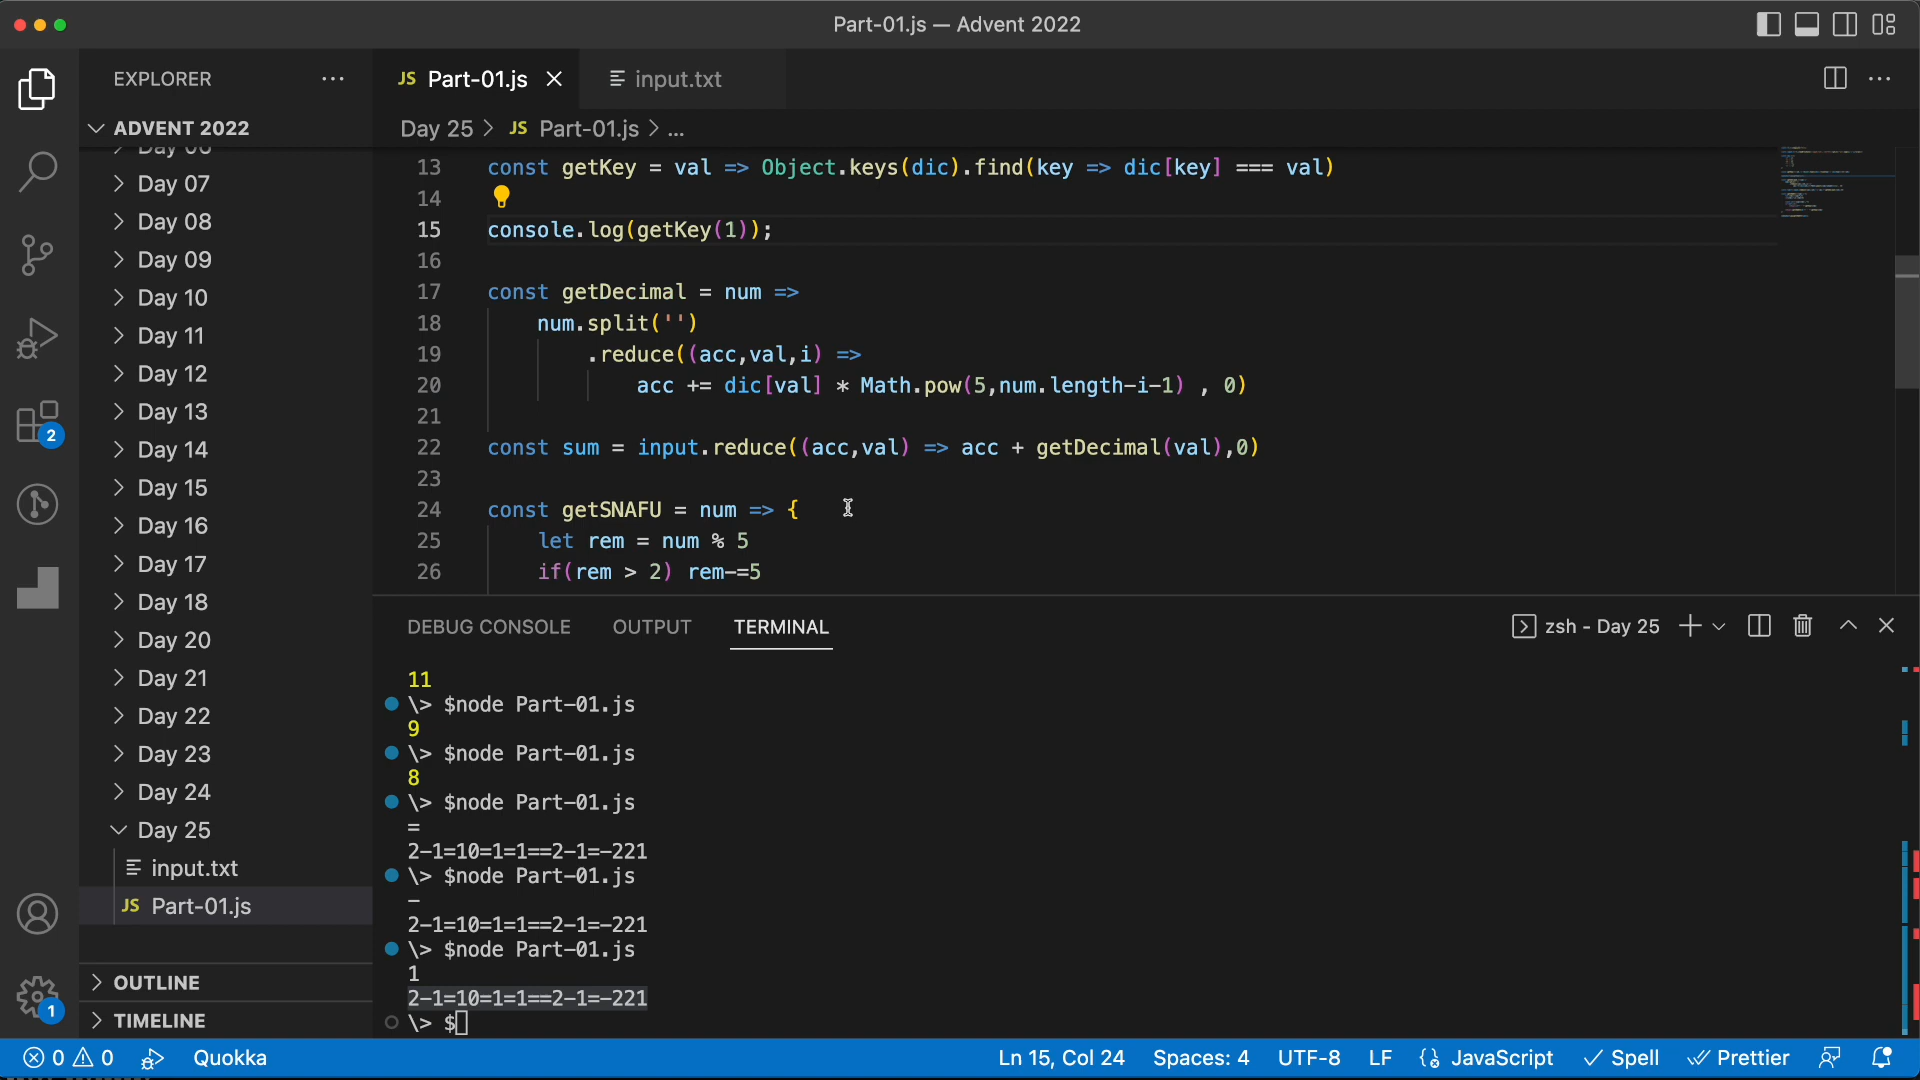 Part-01.js — Advent 2022
EXPLORER
ADVENT 2022
Day 06
Day 07
Day 08
Day 09
Day 10
Day 11
Day 12
Day 13
Day 14
Day 15
Day 16
Day 17
Day 18
Day 20
Day 21
Day 22
Day 23
Day 24
Day 25
input.txt
JS Part-01.js
OUTLINE
TIMELINE
2
1
JS Part-01.js
input.txt
Day 25 > JS Part-01.js > ...
13 const getKey = val => Object.keys(dic).find(key => dic[key] === val)
14
15 console.log(getKey(1));
16
17 const getDecimal = num =>
18 num.split('')
19 .reduce((acc,val,i) =>
20 acc += dic[val] * Math.pow(5,num.length-i-1) , 0)
21
22 const sum = input.reduce((acc,val) => acc + getDecimal(val),0)
23
24 const getSNAFU = num => {
25 let rem = num % 5
26 if(rem > 2) rem-=5
DEBUG CONSOLE OUTPUT TERMINAL
zsh - Day 25
11
\> $node Part-01.js
9
\> $node Part-01.js
8
\> $node Part-01.js
=
2-1=10=1=1==2-1=-221
\> $node Part-01.js
-
2-1=10=1=1==2-1=-221
\> $node Part-01.js
1
2-1=10=1=1==2-1=-221
\> $
0 0 Quokka Ln 15, Col 24 Spaces: 4 UTF-8 LF JavaScript Spell Prettier